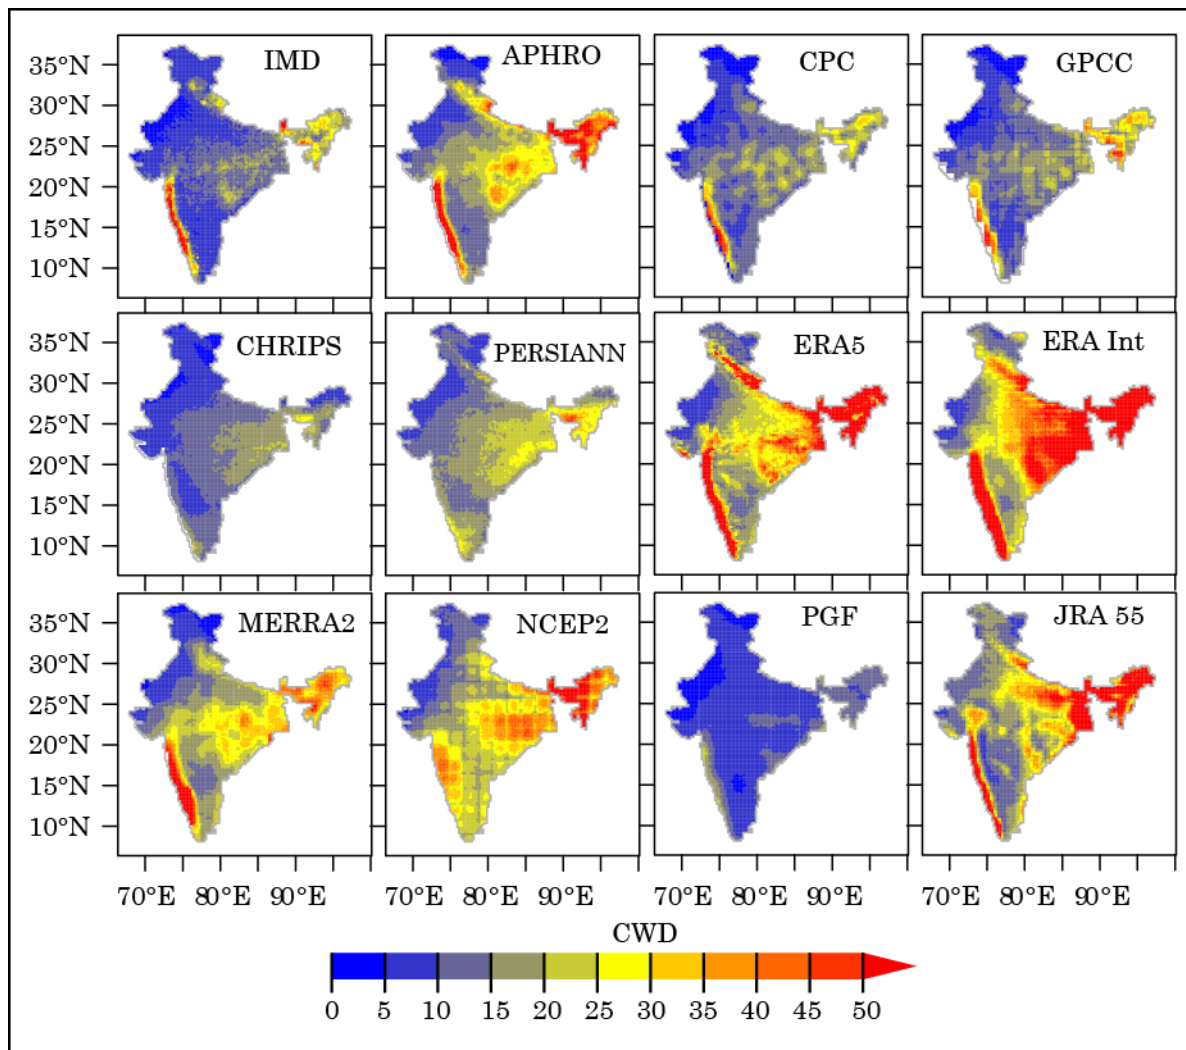 IMD
APHRO
CPC
GPCC
35°N
30°N
25°N
20°N
15°N
10°N
CHRIPS
PERSIANN
ERA5
ERA Int
35°N
30°N
25°N
20°N
15°N
10°N
MERRA2
NCEP2
PGF
JRA 55
35°N
30°N
25°N
20°N
15°N
10°N
70°E 80°E 90°E 70°E 80°E 90°E 70°E 80°E 90°E 70°E 80°E 90°E
CWD
0 5 10 15 20 25 30 35 40 45 50